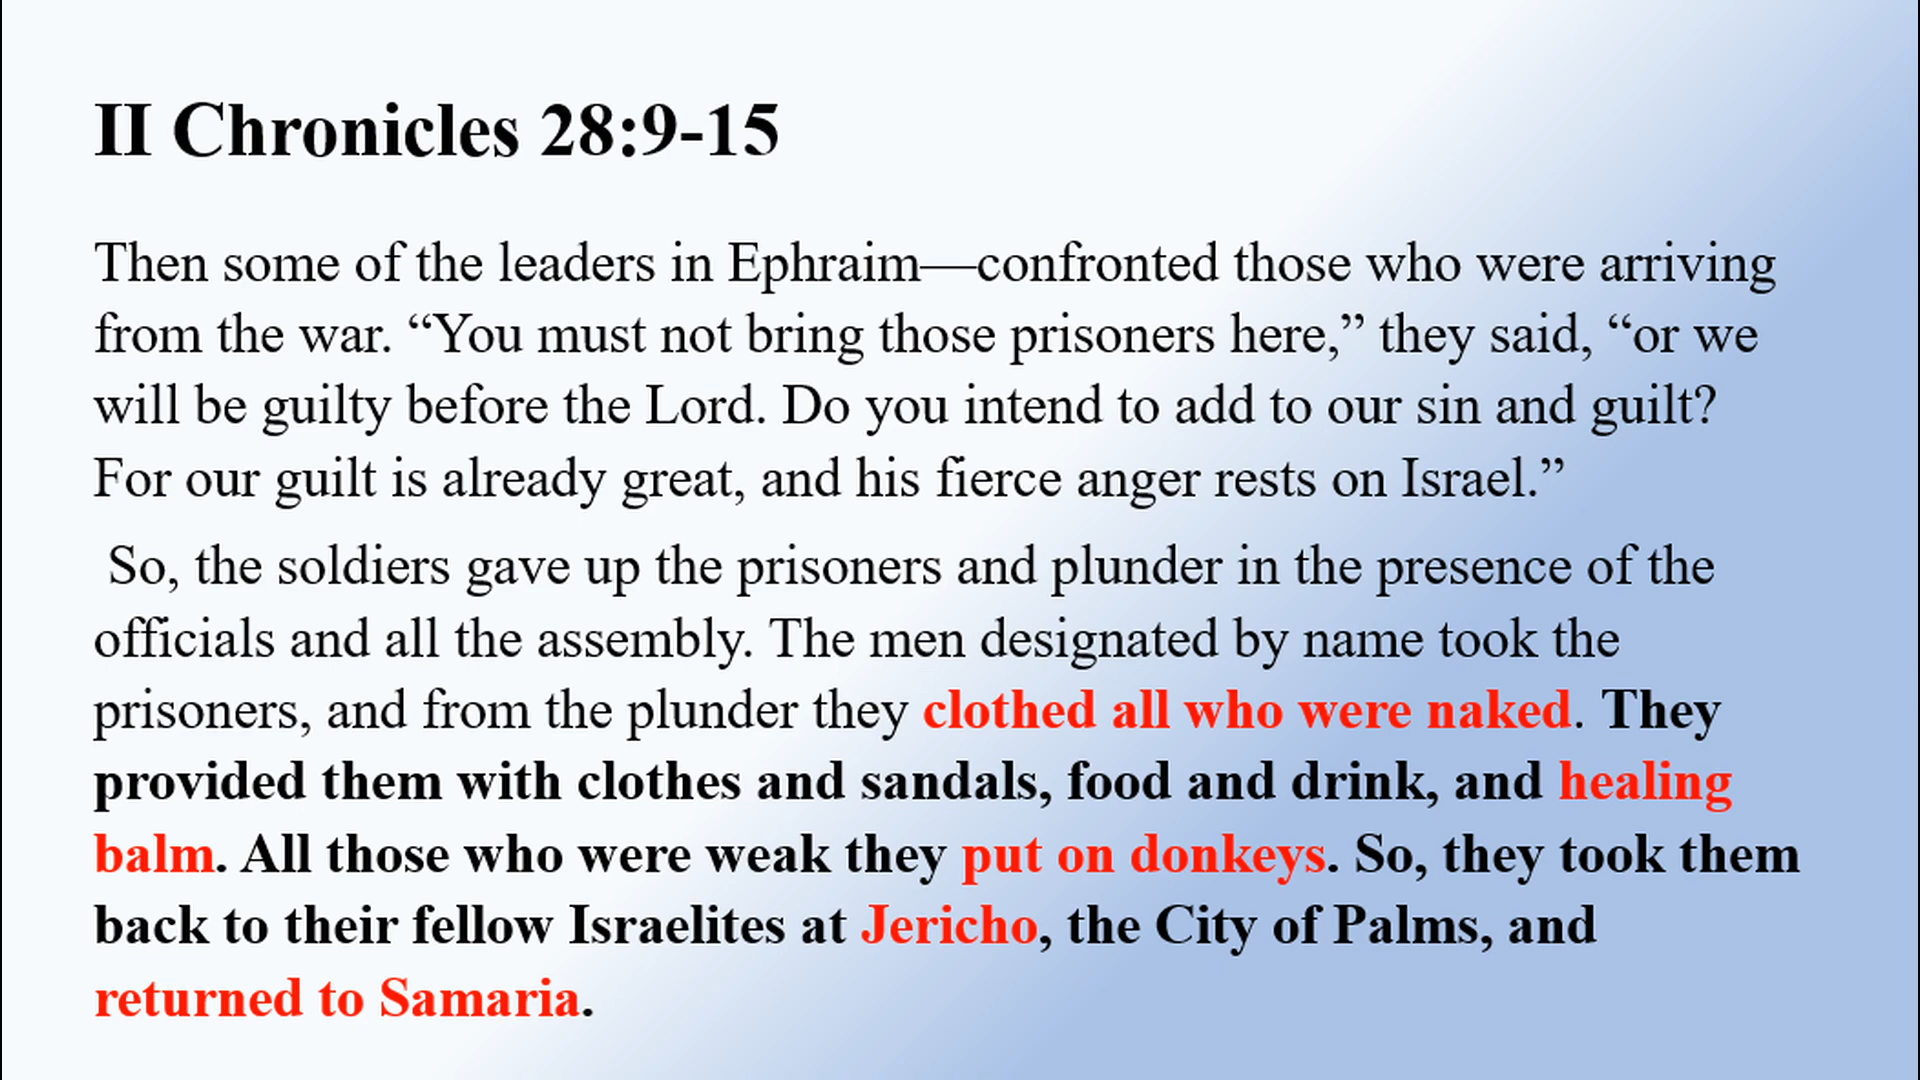 II Chronicles 28:9-15
Then some of the leaders in Ephraim—confronted those who were arriving
from the war. “You must not bring those prisoners here,” they said, “or we
will be guilty before the Lord. Do you intend to add to our sin and guilt?
For our guilt is already great, and his fierce anger rests on Israel.”
So, the soldiers gave up the prisoners and plunder in the presence of the
officials and all the assembly. The men designated by name took the
prisoners, and from the plunder they clothed all who were naked. They
provided them with clothes and sandals, food and drink, and healing
balm. All those who were weak they put on donkeys. So, they took them
back to their fellow Israelites at Jericho, the City of Palms, and
returned to Samaria.